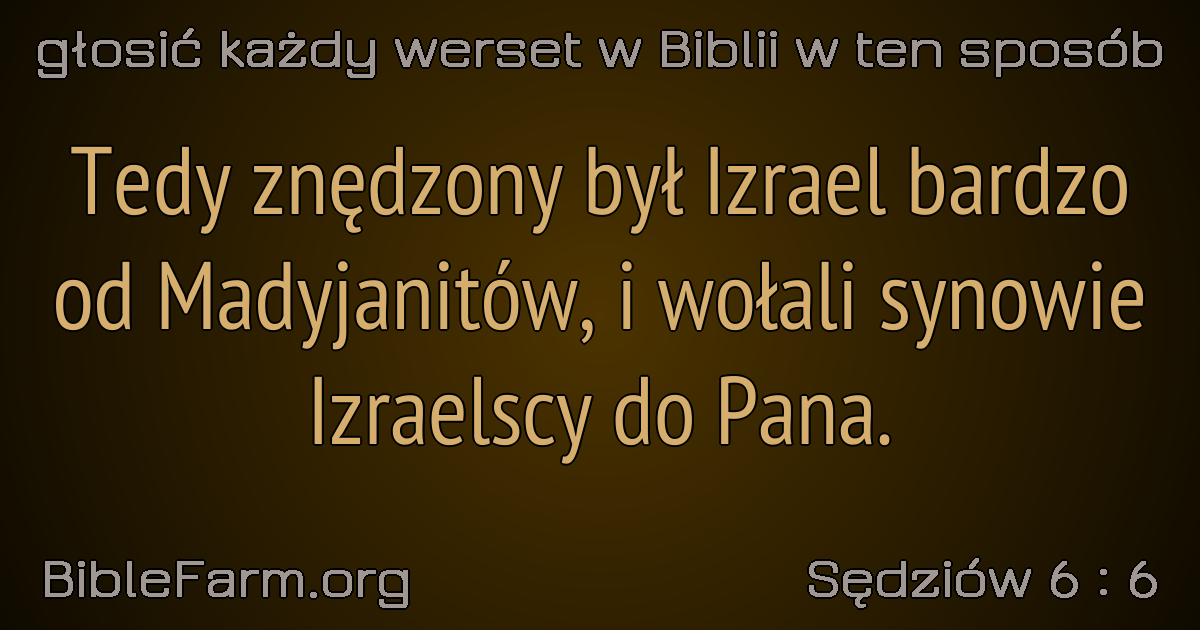 głosić każdy werset w Biblii w ten sposób
Tedy znędzony był Izrael bardzo
od Madyjanitów, i wołali synowie
Izraelscy do Pana.
BibleFarm.org
Sędziów 6 : 6